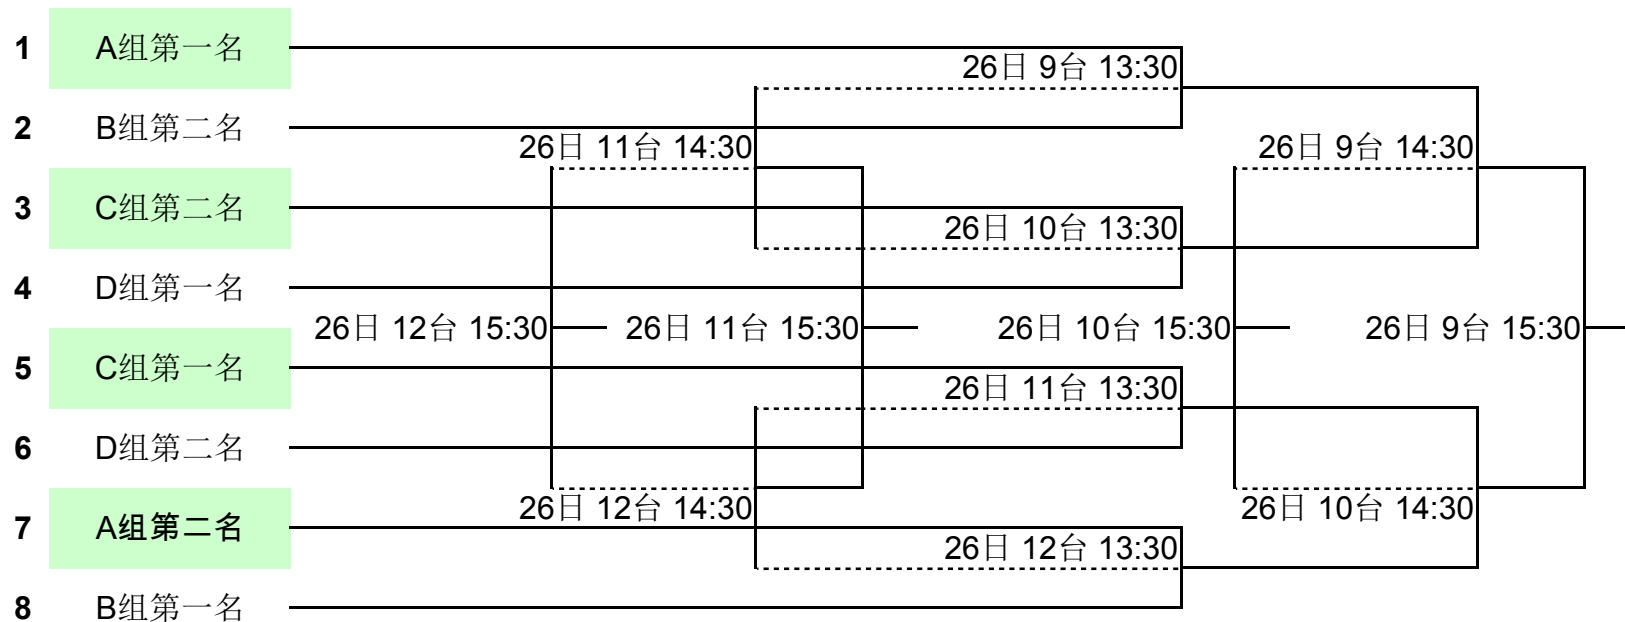 1 A组第一名
26日 9台 13:30
2 B组第二名
26日 11台 14:30
26日 9台 14:30
3 C组第二名
26日 10台 13:30
4 D组第一名
26日 12台 15:30
26日 11台 15:30
26日 10台 15:30
26日 9台 15:30
5 C组第一名
26日 11台 13:30
6 D组第二名
26日 12台 14:30
26日 10台 14:30
7 A组第二名
26日 12台 13:30
8 B组第一名